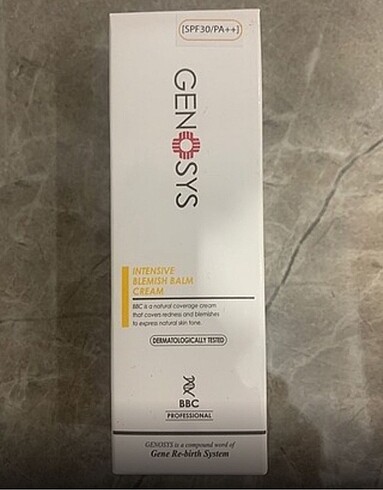 [SPF30/PA++]
GENOSYS
INTENSIVE
BLEMISH BALM
CREAM
BBC is a natural coverage cream
that covers redness and blemishes
to express natural skin tone.
DERMATOLOGICALLY TESTED
BBC
PROFESSIONAL
GENOSYS is a compound word of
Gene Re-birth System